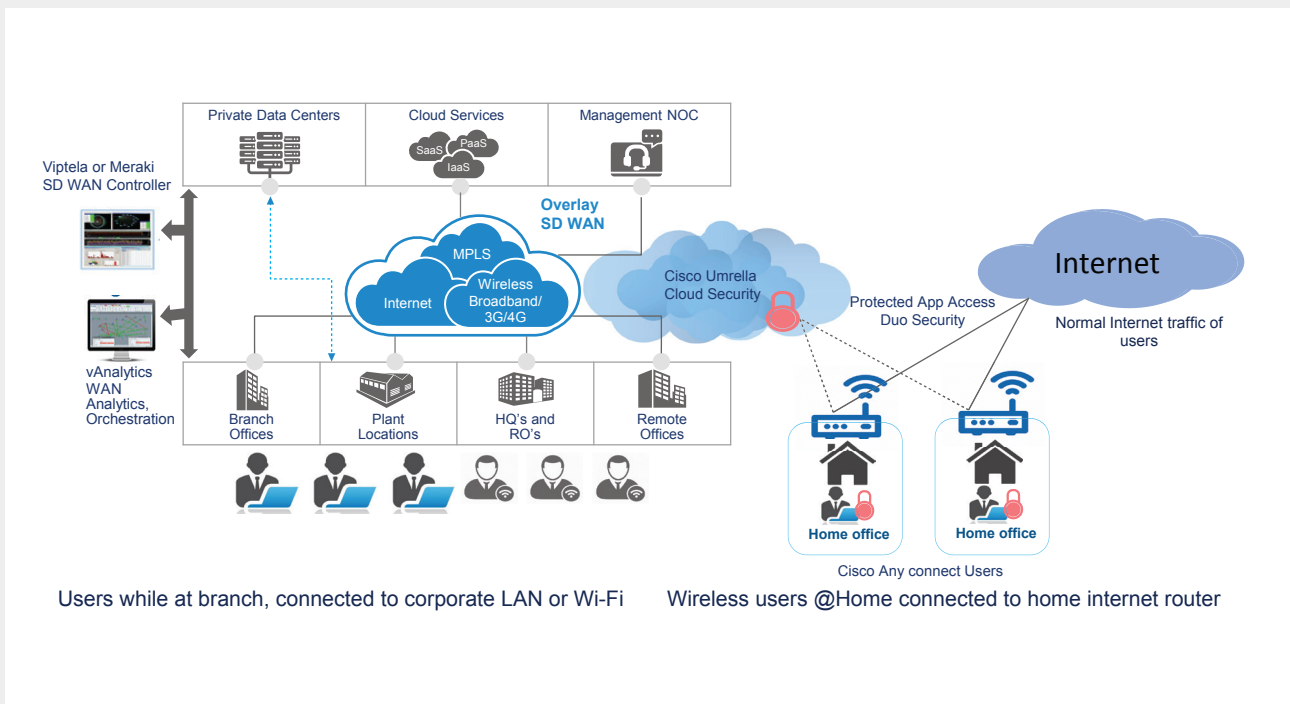 Private Data Centers
Cloud Services
Management NOC
SaaS
PaaS
IaaS
Viptela or Meraki
SD WAN Controller
Overlay
SD WAN
MPLS
Internet
Wireless
Broadband/
3G/4G
Cisco Umrella
Cloud Security
Internet
Protected App Access
Duo Security
Normal Internet traffic of
users
vAnalytics
WAN
Analytics,
Orchestration
Branch
Offices
Plant
Locations
HQ's and
RO's
Remote
Offices
Home office
Home office
Cisco Any connect Users
Users while at branch, connected to corporate LAN or Wi-Fi
Wireless users @Home connected to home internet router